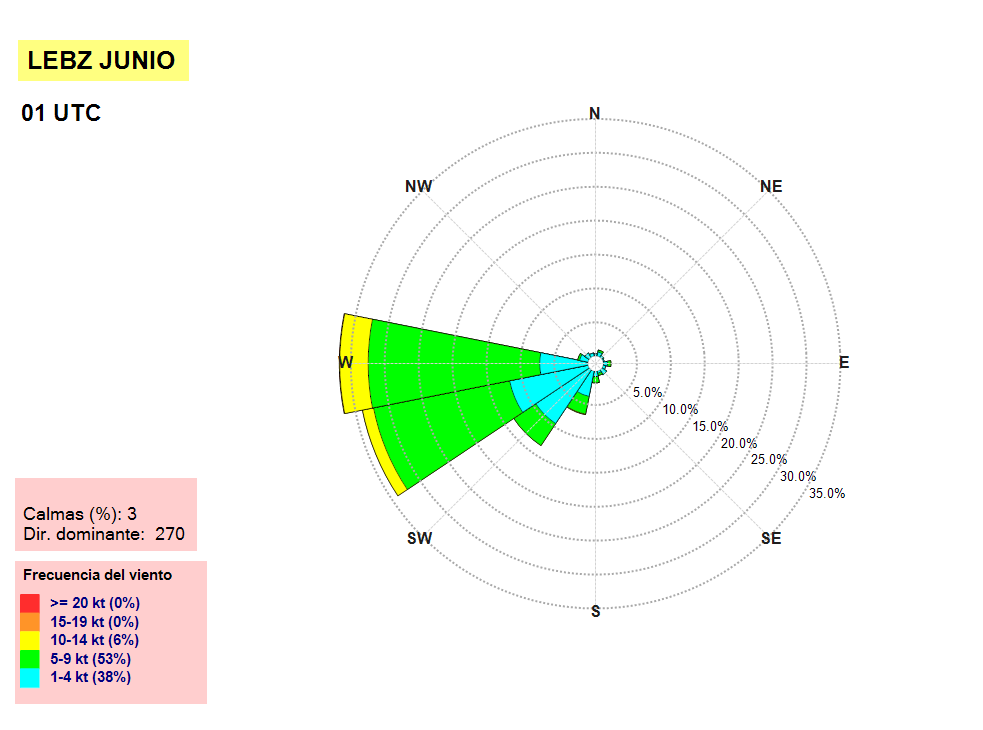 LEBZ JUNIO
01 UTC
N
NW
NE
W
E
5.0%
10.0%
15.0%
20.0%
25.0%
30.0%
35.0%
SW
SE
S
Calmas (%): 3
Dir. dominante: 270
Frecuencia del viento
>= 20 kt (0%)
15-19 kt (0%)
10-14 kt (6%)
5-9 kt (53%)
1-4 kt (38%)